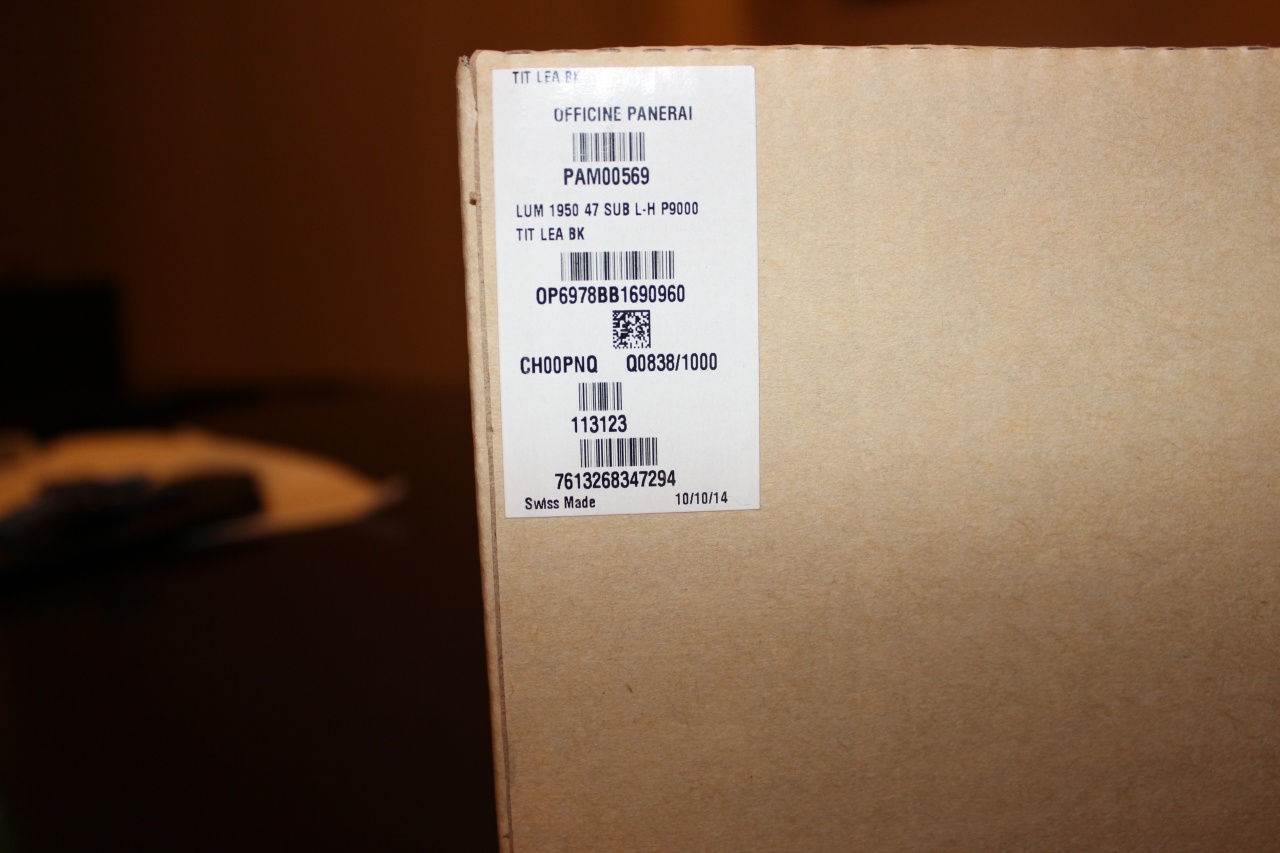 TIT LEA BK
OFFICINE PANERAI
PAM00569
LUM 1950 47 SUB L-H P9000
TIT LEA BK
OP6978BB1690960
CH00PNQ Q0838/1000
113123
7613268347294
Swiss Made 10/10/14